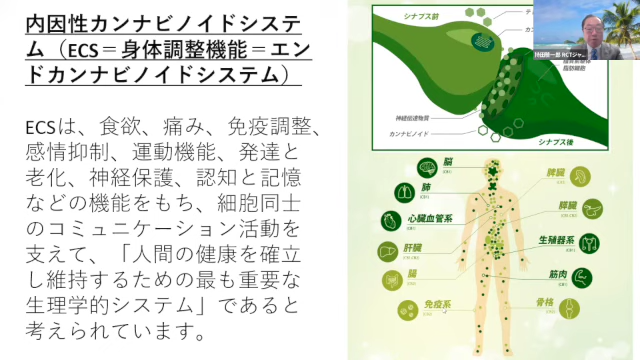 内因性カンナビノイドシステ
ム（ECS＝身体調整機能＝エン
ドカンナビノイドシステム）
ECSは、食欲、痛み、免疫調整、
感情抑制、運動機能、発達と
老化、神経保護、認知と記憶
などの機能をもち、細胞同士
のコミュニケーション活動を
支えて、「人間の健康を確立
し維持するための最も重要な
生理学的システム」であると
考えられています。
シナプス前
神経伝達物質
カンナビノイド
シナプス後
脳
肺
心臓血管系
肝臓
腸
免疫系
脾臓
膵臓
生殖器系
筋肉
骨格